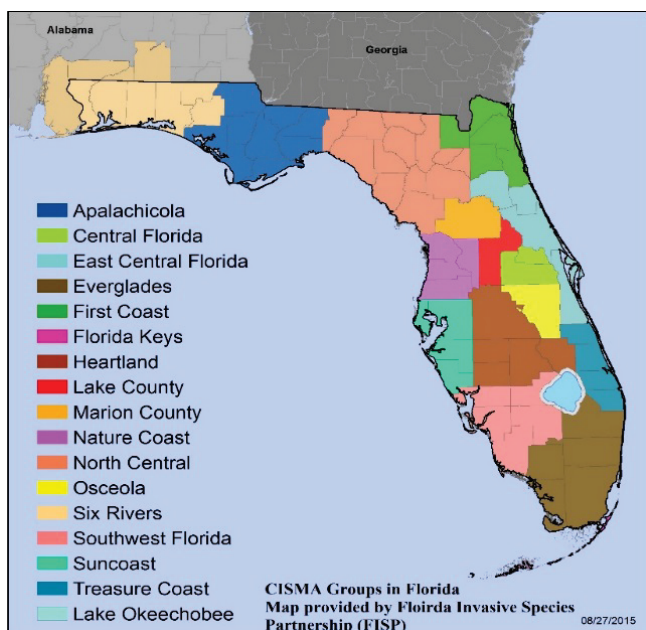 Alabama
Georgia
Apalachicola
Central Florida
East Central Florida
Everglades
First Coast
Florida Keys
Heartland
Lake County
Marion County
Nature Coast
North Central
Osceola
Six Rivers
Southwest Florida
Suncoast
Treasure Coast
Lake Okeechobee
CISMA Groups in Florida
Map provided by Floirda Invasive Species
Partnership (FISP)
08/27/2015